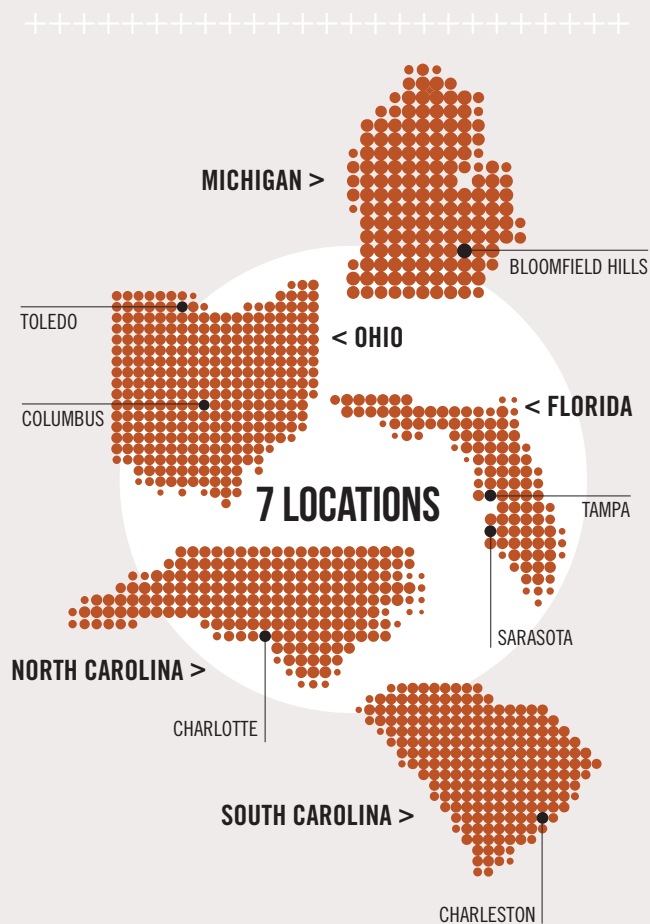 MICHIGAN >
BLOOMFIELD HILLS
TOLEDO
< OHIO
COLUMBUS
< FLORIDA
7 LOCATIONS
TAMPA
SARASOTA
NORTH CAROLINA >
CHARLOTTE
SOUTH CAROLINA >
CHARLESTON